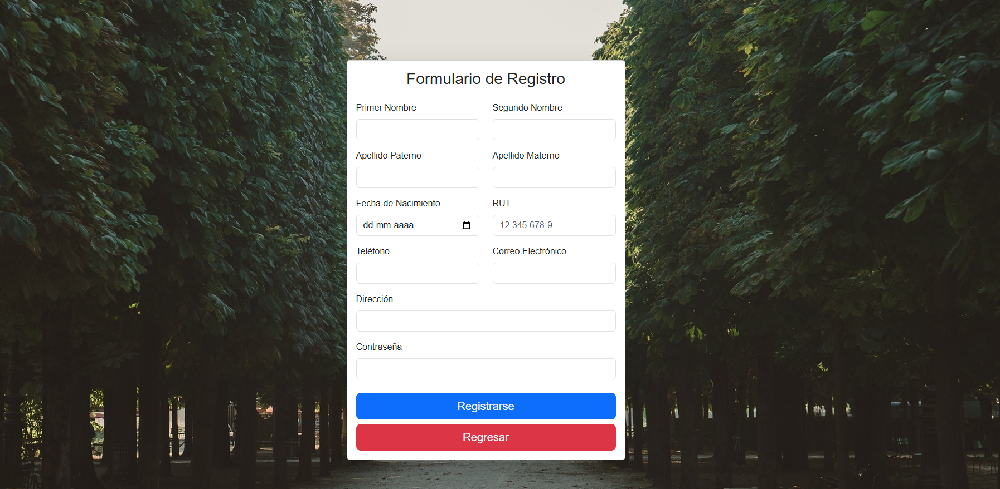 Formulario de Registro
Primer Nombre
Segundo Nombre
Apellido Paterno
Apellido Materno
Fecha de Nacimiento
RUT
dd-mm-aaaa
12.345.678-9
Teléfono
Correo Electrónico
Dirección
Contraseña
Registrarse
Regresar